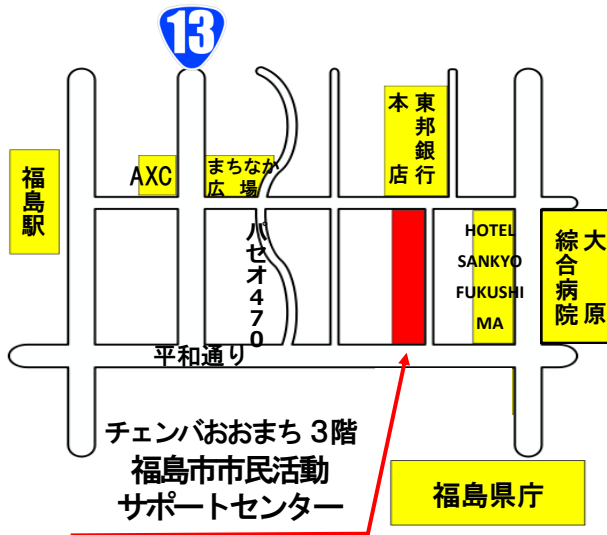 13
東邦銀行
本店
AXC
まちなか
広場
福島駅
パセオ470
HOTEL
SANKYO
FUKUSHI
MA
大原
綜合病院
平和通り
チェンバおおまち 3階
福島市市民活動
サポートセンター
福島県庁